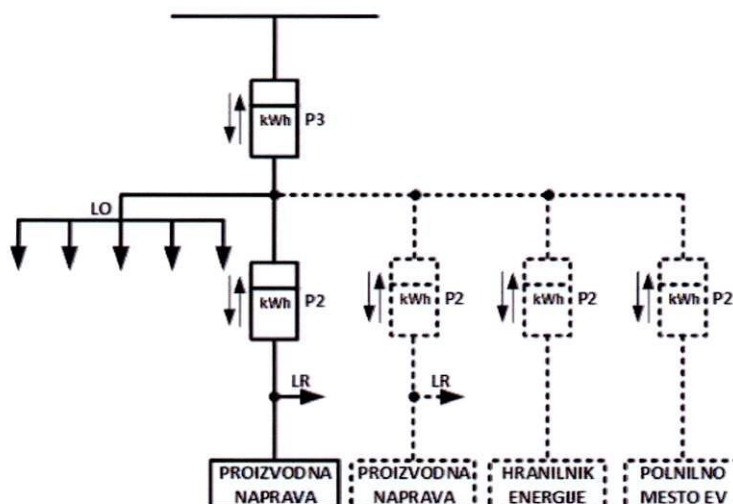 kWh P3
LO
kWh P2
kWh P2
kWh P2
kWh P2
LR
LR
PROIZVODNA
NAPRAVA
PROIZVODNA
NAPRAVA
HRANILNIK
ENERGIJE
POLNILNO
MESTO EV